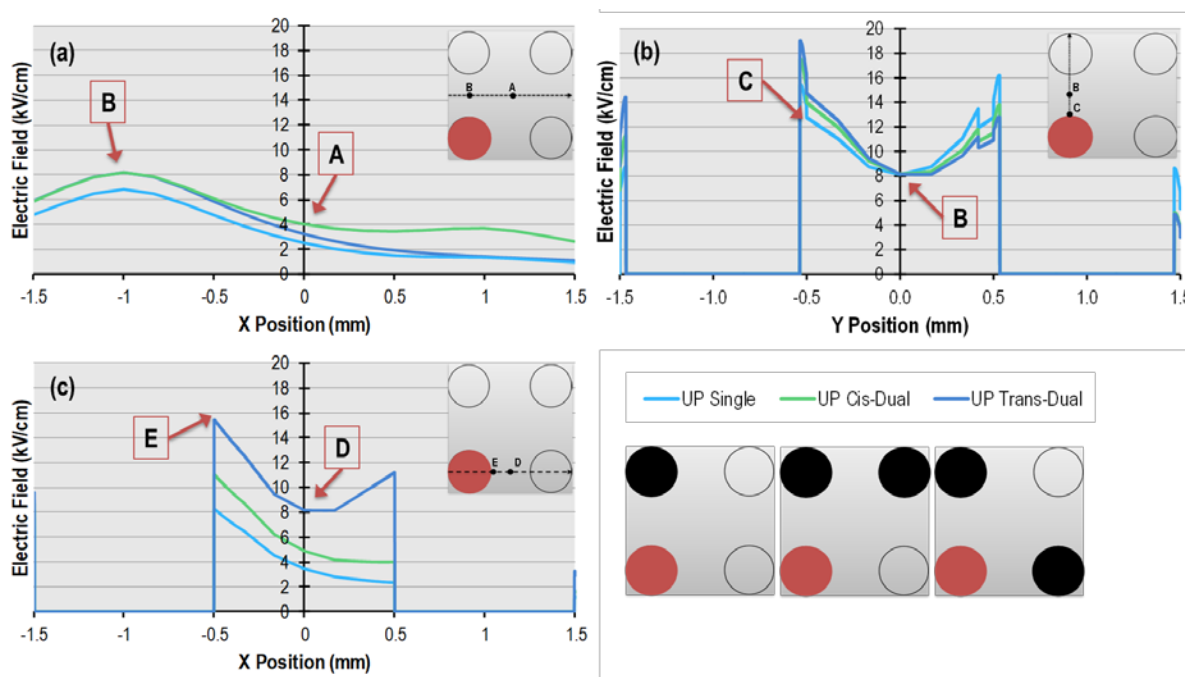 (a)
Electric Field (kV/cm)
20
18
16
14
12
10
8
6
4
2
0
-1.5
-1
-0.5
0
0.5
1
1.5
X Position (mm)
B
A
B
A
(b)
Electric Field (kV/cm)
20
18
16
14
12
10
8
6
4
2
0
-1.5
-1.0
-0.5
0.0
0.5
1.0
1.5
Y Position (mm)
C
B
B
C
(c)
Electric Field (kV/cm)
20
18
16
14
12
10
8
6
4
2
0
-1.5
-1
-0.5
0
0.5
1
1.5
X Position (mm)
E
D
E
D
UP Single UP Cis-Dual UP Trans-Dual